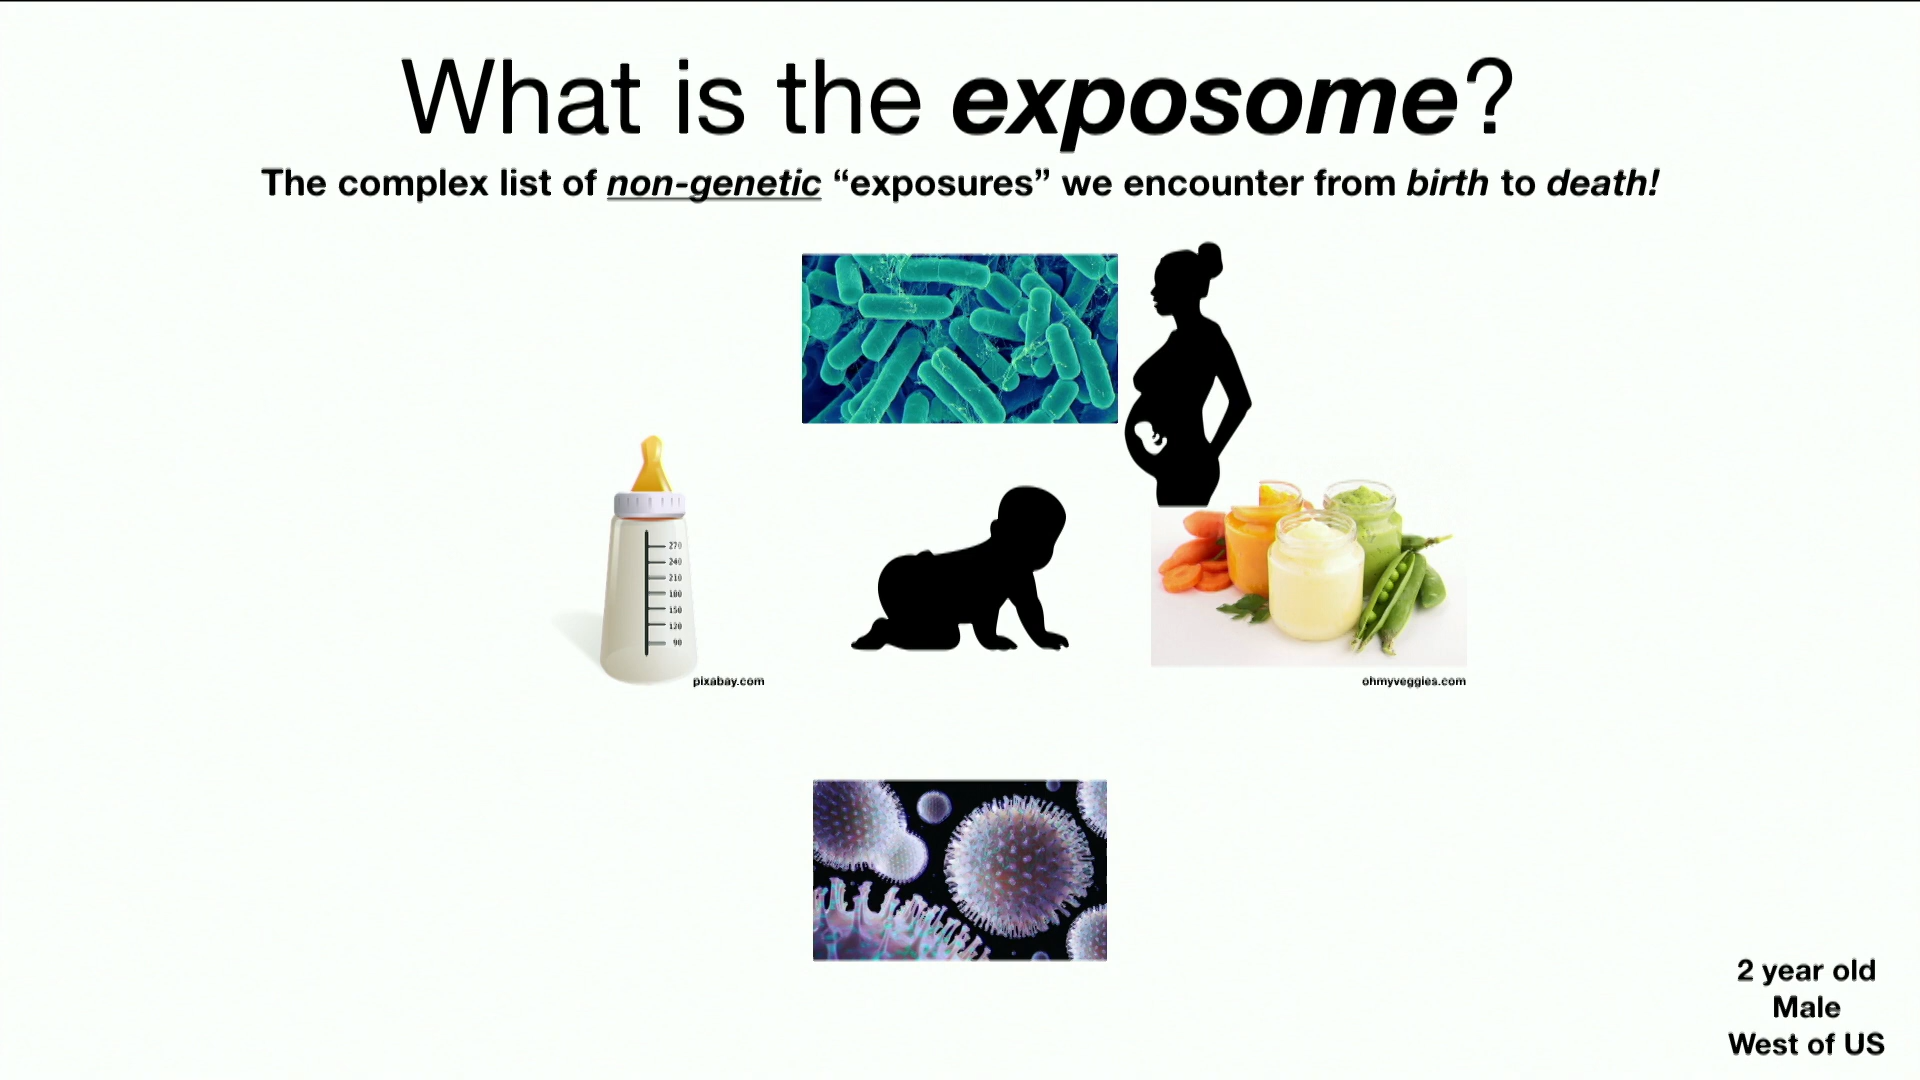 What is the exposome?
The complex list of non-genetic “exposures” we encounter from birth to death!
270
240
210
180
150
120
90
pixabay.com
ohmyveggies.com
2 year old
Male
West of US